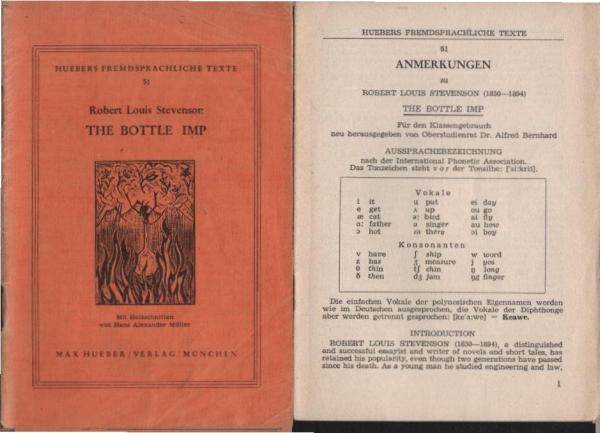 HUEBERS FREMDSPRACHLICHE TEXTE
51
Robert Louis Stevenson:
THE BOTTLE IMP
Mit Holzschnitten
von Hans Alexander Müller
MAX HUEBER / VERLAG / MÜNCHEN
HUEBERS FREMDSPRACHLICHE TEXTE
51
ANMERKUNGEN
zu
ROBERT LOUIS STEVENSON (1850—1894)
THE BOTTLE IMP
Für den Klassengebrauch
neu herausgegeben von Oberstudienrat Dr. Alfred Bernhard
AUSSPRACHEBEZEICHNUNG
nach der International Phonetic Association.
Das Tonzeichen steht vor der Tonsilbe: ['si:krit].
Vokale
i it u put ei day
e get ʌ up ou go
æ cat ə: bird ai fly
ɑ: father ə singer au how
ɔ hot ɛə there ɔi boy
Konsonanten
v have ʃ ship w word
z has ʒ measure j yes
θ thin tʃ chin ŋ long
ð then dʒ jam ŋg finger
Die einfachen Vokale der polynesischen Eigennamen werden
wie im Deutschen ausgesprochen, die Vokale der Diphthonge
aber werden getrennt gesprochen: [ke'a:we] = Keawe.
INTRODUCTION
ROBERT LOUIS STEVENSON (1850—1894), a distinguished
and successful essayist and writer of novels and short tales, has
retained his popularity, even though two generations have passed
since his death. As a young man he studied engineering and law,
1